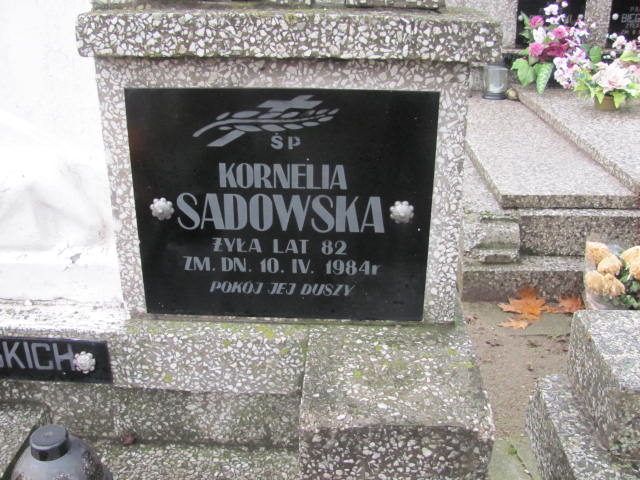 ŚP
KORNELIA
SADOWSKA
ŻYŁA LAT 82
ZM. DN. 10. IV. 1984r
POKÓJ JEJ DUSZY
SKICH